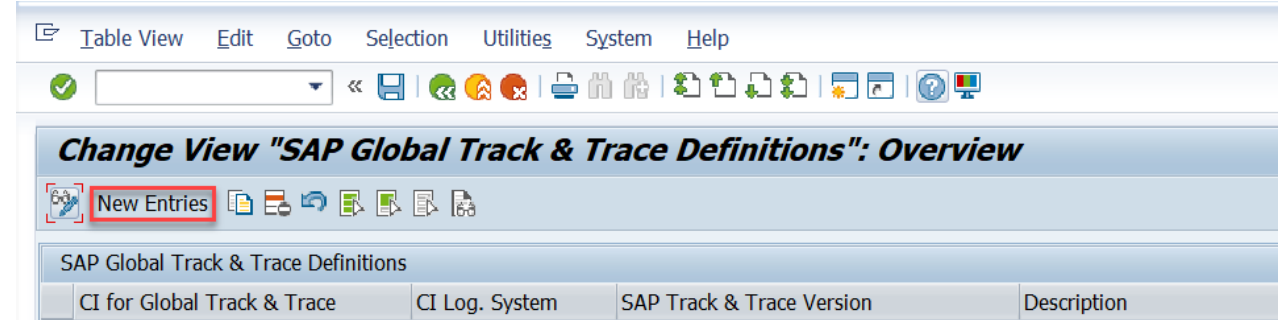 Table View Edit Goto Selection Utilities System Help
Change View "SAP Global Track & Trace Definitions": Overview
New Entries
SAP Global Track & Trace Definitions
CI for Global Track & Trace CI Log. System SAP Track & Trace Version Description